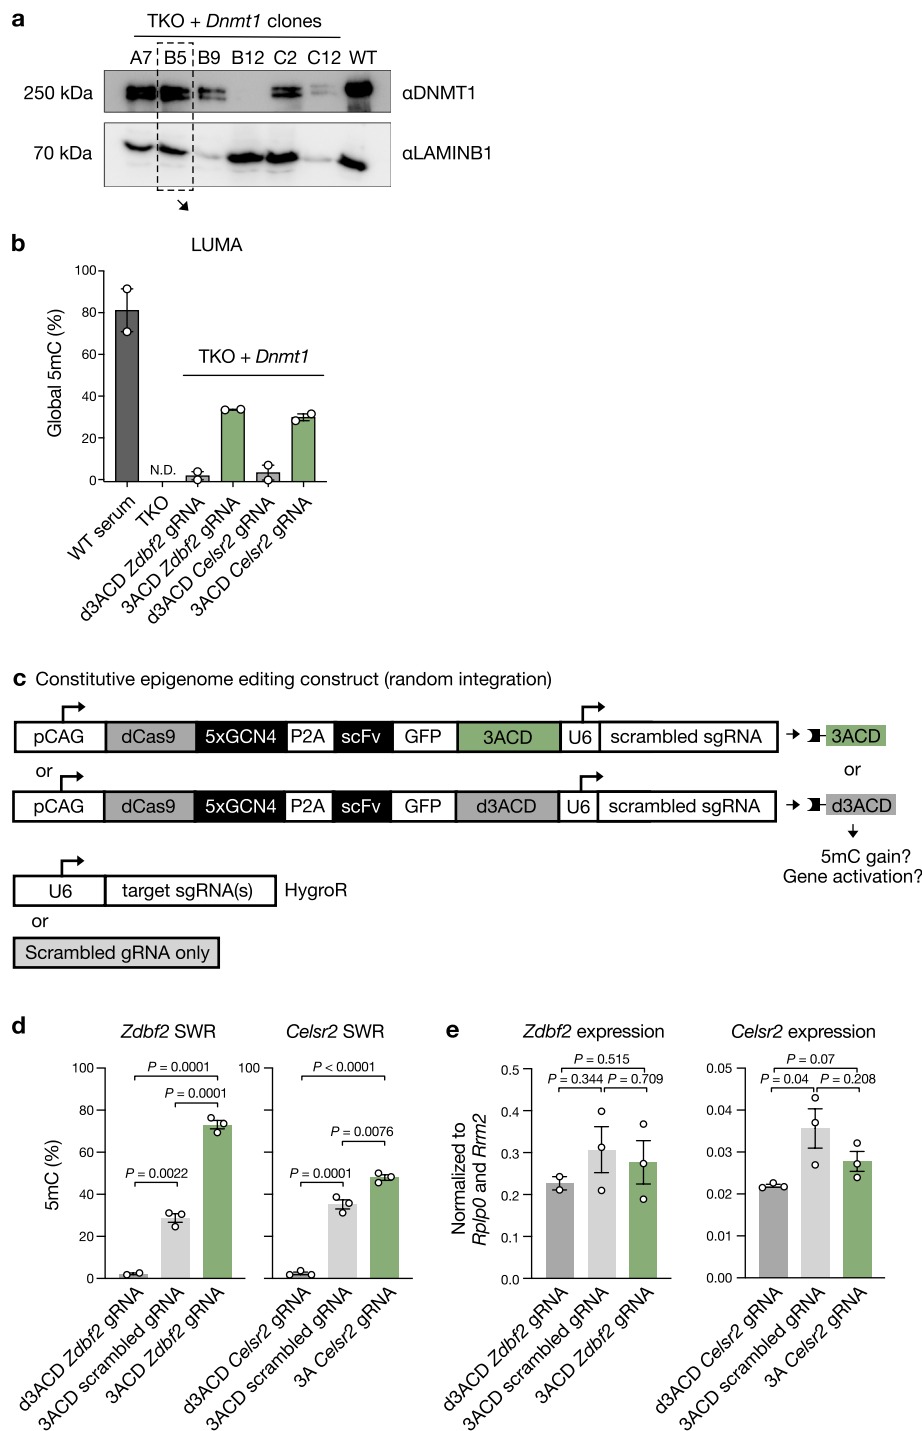 a
TKO + Dnmt1 clones
A7 B5 B9 B12 C2 C12 WT
250 kDa αDNMT1
70 kDa αLAMINB1
b
LUMA
Global 5mC (%)
100
80
60
40
20
0
TKO + Dnmt1
N.D.
WT serum
TKO
d3ACD Zdbf2 gRNA
3ACD Zdbf2 gRNA
d3ACD Celsr2 gRNA
3ACD Celsr2 gRNA
c Constitutive epigenome editing construct (random integration)
pCAG dCas9 5xGCN4 P2A scFv GFP 3ACD U6 scrambled sgRNA 3ACD
or or
pCAG dCas9 5xGCN4 P2A scFv GFP d3ACD U6 scrambled sgRNA d3ACD
5mC gain?
Gene activation?
U6 target sgRNA(s) HygroR
or
Scrambled gRNA only
d
Zdbf2 SWR
5mC (%)
100
80
60
40
20
0
P = 0.0001
P = 0.0001
P = 0.0022
d3ACD Zdbf2 gRNA
3ACD scrambled gRNA
3ACD Zdbf2 gRNA
Celsr2 SWR
100
P < 0.0001
P = 0.0076
P = 0.0001
d3ACD Celsr2 gRNA
3ACD scrambled gRNA
3A Celsr2 gRNA
e
Zdbf2 expression
Normalized to
Rplp0 and Rrm2
0.5
0.4
0.3
0.2
0.1
0.0
P = 0.515
P = 0.344 P = 0.709
d3ACD Zdbf2 gRNA
3ACD scrambled gRNA
3ACD Zdbf2 gRNA
Celsr2 expression
0.05
0.04
0.03
0.02
0.01
0.00
P = 0.07
P = 0.04 P = 0.208
d3ACD Celsr2 gRNA
3ACD scrambled gRNA
3A Celsr2 gRNA